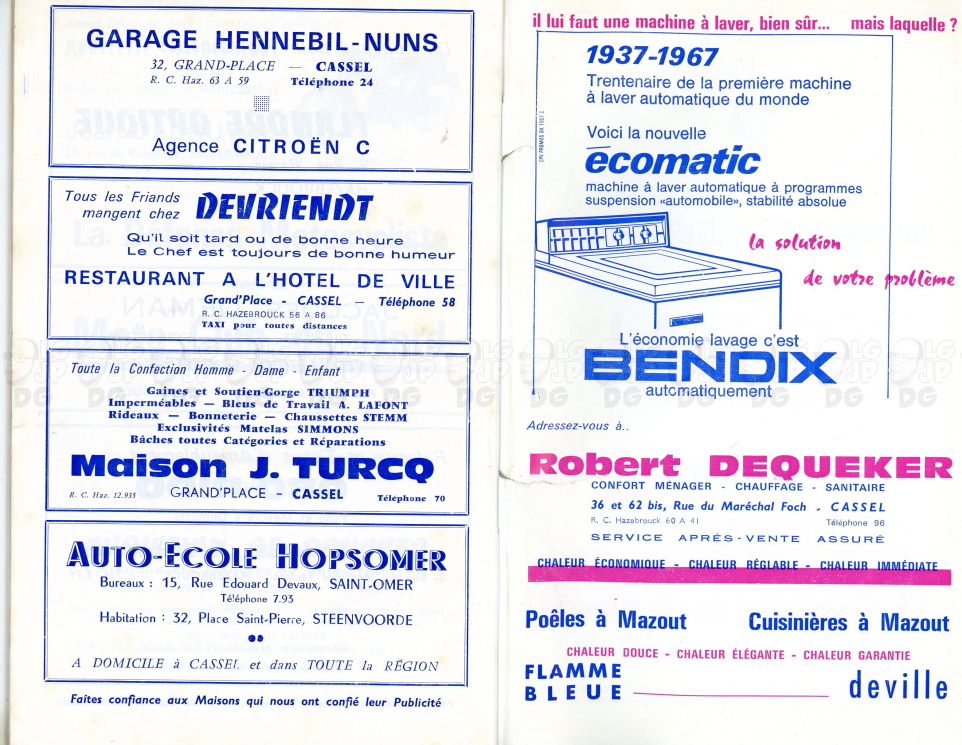 GARAGE HENNEBIL-NUNS
32, GRAND-PLACE — CASSEL
R. C. Haz. 63 A 59 Téléphone 24
Agence CITROËN C
Tous les Friands
mangent chez DEVRIENDT
Qu'il soit tard ou de bonne heure
Le Chef est toujours de bonne humeur
RESTAURANT A L'HOTEL DE VILLE
Grand'Place - CASSEL — Téléphone 58
R. C. HAZEBROUCK 56 A 86
TAXI pour toutes distances
Toute la Confection Homme - Dame - Enfant
Gaines et Soutien-Gorge TRIUMPH
Imperméables — Bleus de Travail A. LAFONT
Rideaux — Bonneterie — Chaussettes STEMM
Exclusivités Matelas SIMMONS
Bâches toutes Catégories et Réparations
Maison J. TURCQ
R. C. Haz. 12.935 GRAND'PLACE - CASSEL Téléphone 70
AUTO-ECOLE HOPSOMER
Bureaux : 15, Rue Edouard Devaux, SAINT-OMER
Téléphone 7.93
Habitation : 32, Place Saint-Pierre, STEENVOORDE
A DOMICILE à CASSEL et dans TOUTE la RÉGION
Faites confiance aux Maisons qui nous ont confié leur Publicité
il lui faut une machine à laver, bien sûr... mais laquelle ?
1937-1967
Trentenaire de la première machine
à laver automatique du monde
Voici la nouvelle
écomatic
machine à laver automatique à programmes
suspension «automobile», stabilité absolue
la solution
de votre problème
L'économie lavage c'est
BENDIX
automatiquement
Adressez-vous à..
Robert DEQUEKER
CONFORT MÉNAGER - CHAUFFAGE - SANITAIRE
36 et 62 bis, Rue du Maréchal Foch - CASSEL
R. C. Hazebrouck 60 A 41 Téléphone 96
SERVICE APRÈS-VENTE ASSURÉ
CHALEUR ÉCONOMIQUE - CHALEUR RÉGLABLE - CHALEUR IMMÉDIATE
Poêles à Mazout Cuisinières à Mazout
CHALEUR DOUCE - CHALEUR ÉLÉGANTE - CHALEUR GARANTIE
FLAMME
BLEUE deville